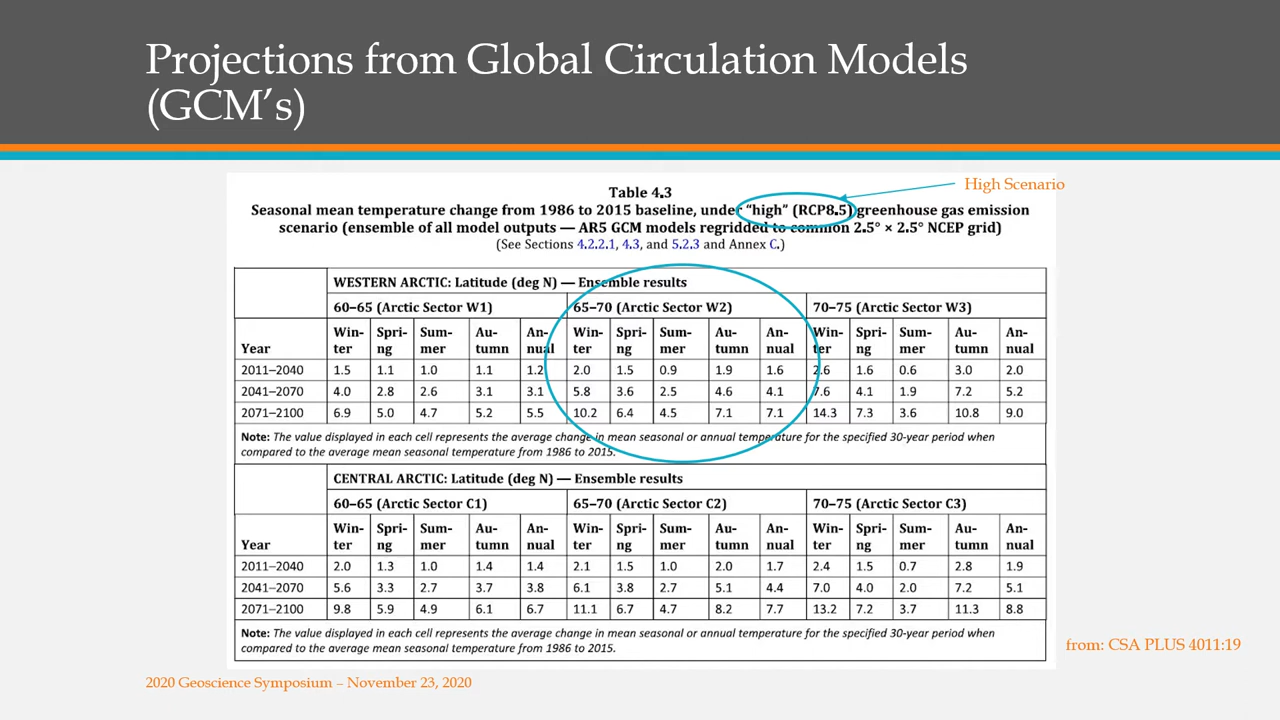 Projections from Global Circulation Models
(GCM's)
High Scenario
Table 4.3
Seasonal mean temperature change from 1986 to 2015 baseline, under “high” (RCP8.5) greenhouse gas emission
scenario (ensemble of all model outputs — AR5 GCM models regridded to common 2.5° × 2.5° NCEP grid)
(See Sections 4.2.2.1, 4.3, and 5.2.3 and Annex C.)
WESTERN ARCTIC: Latitude (deg N) — Ensemble results
60–65 (Arctic Sector W1) 65–70 (Arctic Sector W2) 70–75 (Arctic Sector W3)
Win- Spri- Sum- Au- An- Win- Spri- Sum- Au- An- Win- Spri- Sum- Au- An-
Year ter ng mer tumn nual ter ng mer tumn nual ter ng mer tumn nual
2011–2040 1.5 1.1 1.0 1.1 1.2 2.0 1.5 0.9 1.9 1.6 2.6 1.6 0.6 3.0 2.0
2041–2070 4.0 2.8 2.6 3.1 3.1 5.8 3.6 2.5 4.6 4.1 7.6 4.1 1.9 7.2 5.2
2071–2100 6.9 5.0 4.7 5.2 5.5 10.2 6.4 4.5 7.1 7.1 14.3 7.3 3.6 10.8 9.0
Note: The value displayed in each cell represents the average change in mean seasonal or annual temperature for the specified 30-year period when
compared to the average mean seasonal temperature from 1986 to 2015.
CENTRAL ARCTIC: Latitude (deg N) — Ensemble results
60–65 (Arctic Sector C1) 65–70 (Arctic Sector C2) 70–75 (Arctic Sector C3)
Win- Spri- Sum- Au- An- Win- Spri- Sum- Au- An- Win- Spri- Sum- Au- An-
Year ter ng mer tumn nual ter ng mer tumn nual ter ng mer tumn nual
2011–2040 2.0 1.3 1.0 1.4 1.4 2.1 1.5 1.0 2.0 1.7 2.4 1.5 0.7 2.8 1.9
2041–2070 5.6 3.3 2.7 3.7 3.8 6.1 3.8 2.7 5.1 4.4 7.0 4.0 2.0 7.2 5.1
2071–2100 9.8 5.9 4.9 6.1 6.7 11.1 6.7 4.7 8.2 7.7 13.2 7.2 3.7 11.3 8.8
Note: The value displayed in each cell represents the average change in mean seasonal or annual temperature for the specified 30-year period when
compared to the average mean seasonal temperature from 1986 to 2015.
from: CSA PLUS 4011:19
2020 Geoscience Symposium – November 23, 2020